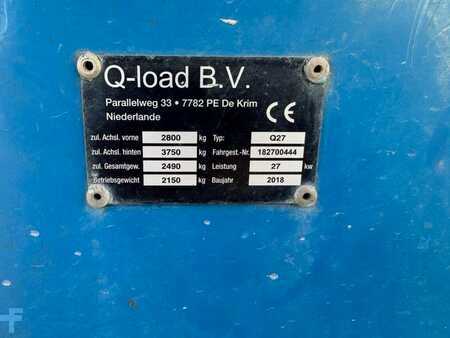 Q-load B.V.
Parallelweg 33 • 7782 PE De Krim
Niederlande
CE
zul. Achsl. vorne 2800 kg Typ: Q27
zul. Achsl. hinten 3750 kg Fahrgest.-Nr. 182700444
zul. Gesamtgew. 2490 kg Leistung 27 kw
Betriebsgewicht 2150 kg Baujahr 2018